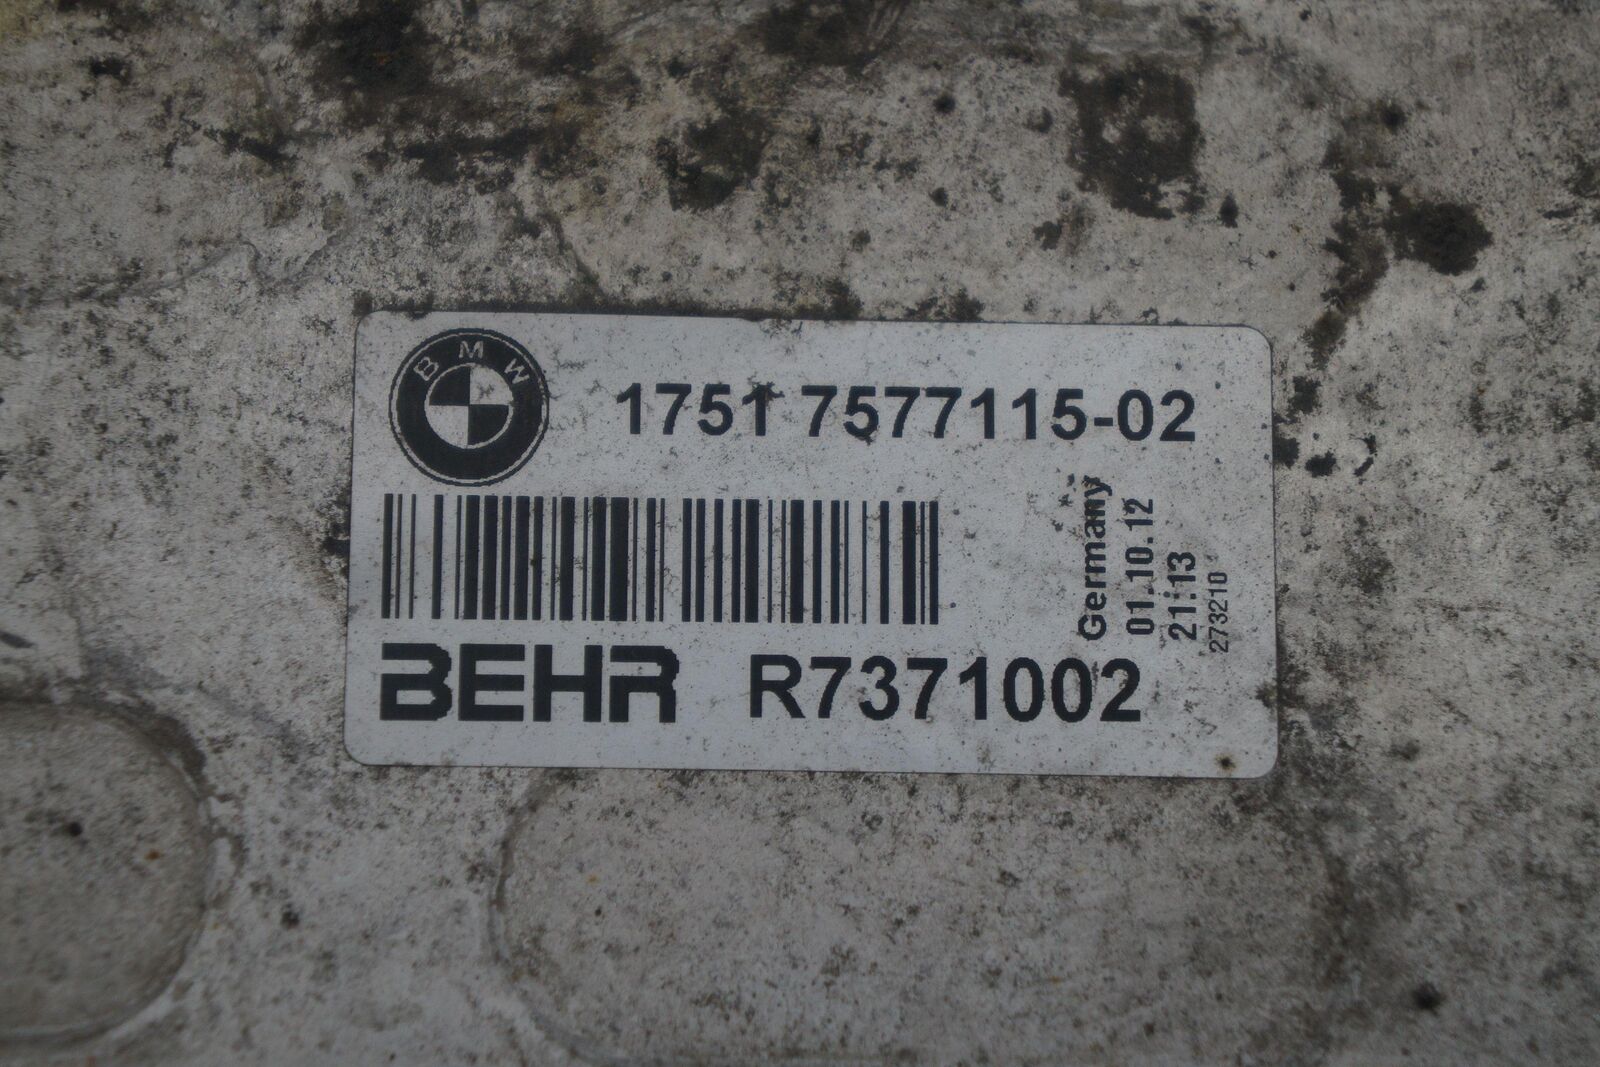 BMW
1751 7577115-02
Germany
01.10.12
21:13
273210
BEHR R7371002